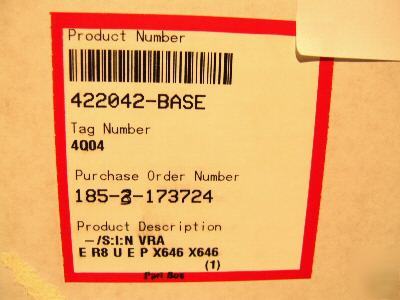 Product Number
422042-BASE
Tag Number
4Q04
Purchase Order Number
185-2-173724
Product Description
-/S:I:N VRA
E R8 U E P X646 X646
(1)